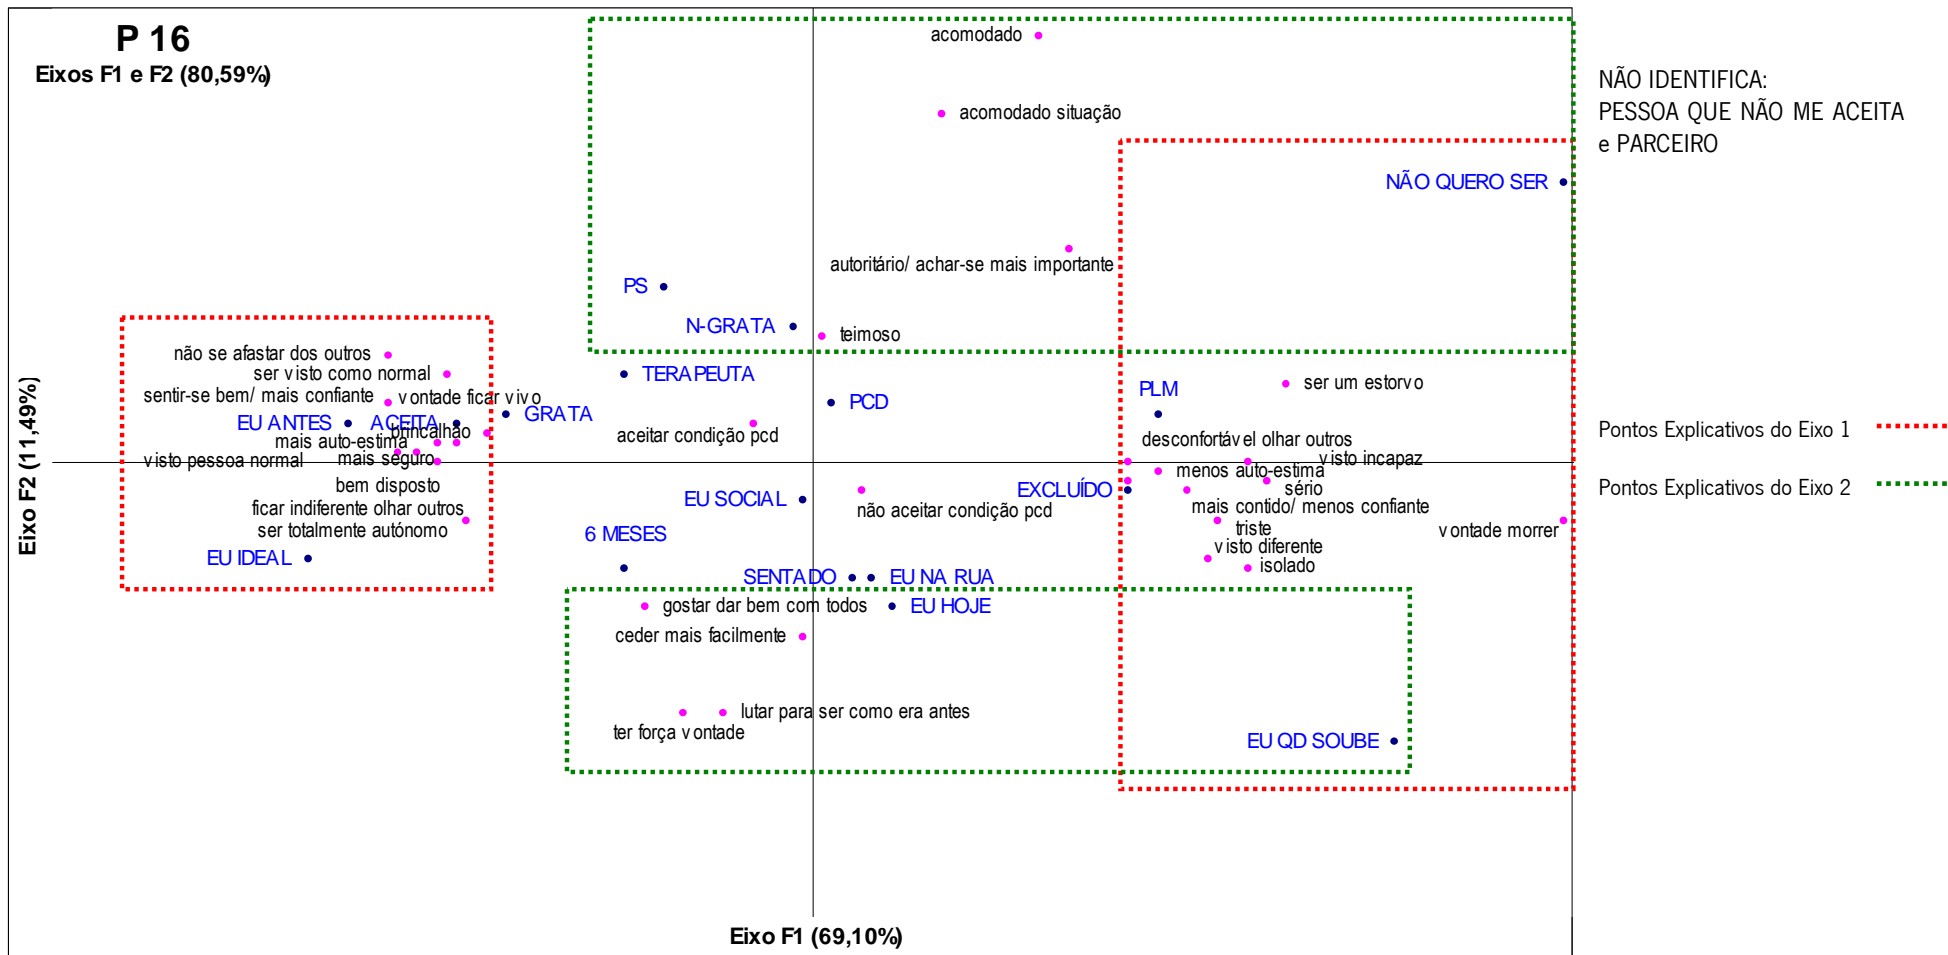 P 16
Eixos F1 e F2 (80,59%)
acomodado
acomodado situação
NÃO IDENTIFICA:
PESSOA QUE NÃO ME ACEITA
e PARCEIRO
NÃO QUERO SER
autoritário/ achar-se mais importante
PS
N-GRATA
teimoso
não se afastar dos outros
ser visto como normal
TERAPEUTA
ser um estorvo
sentir-se bem/ mais confiante
vontade ficar vivo
PLM
PCD
GRATA
EU ANTES
ACEITA
brincalhão
aceitar condição pcd
mais auto-estima
desconfortável olhar outros
Pontos Explicativos do Eixo 1
visto pessoa normal
mais seguro
visto incapaz
menos auto-estima
bem disposto
EXCLUÍDO
sério
Pontos Explicativos do Eixo 2
EU SOCIAL
ficar indiferente olhar outros
não aceitar condição pcd
mais contido/ menos confiante
ser totalmente autónomo
triste
vontade morrer
6 MESES
visto diferente
EU IDEAL
isolado
SENTADO
EU NA RUA
gostar dar bem com todos
EU HOJE
ceder mais facilmente
lutar para ser como era antes
ter força vontade
EU QD SOUBE
Eixo F2 (11,49%)
Eixo F1 (69,10%)